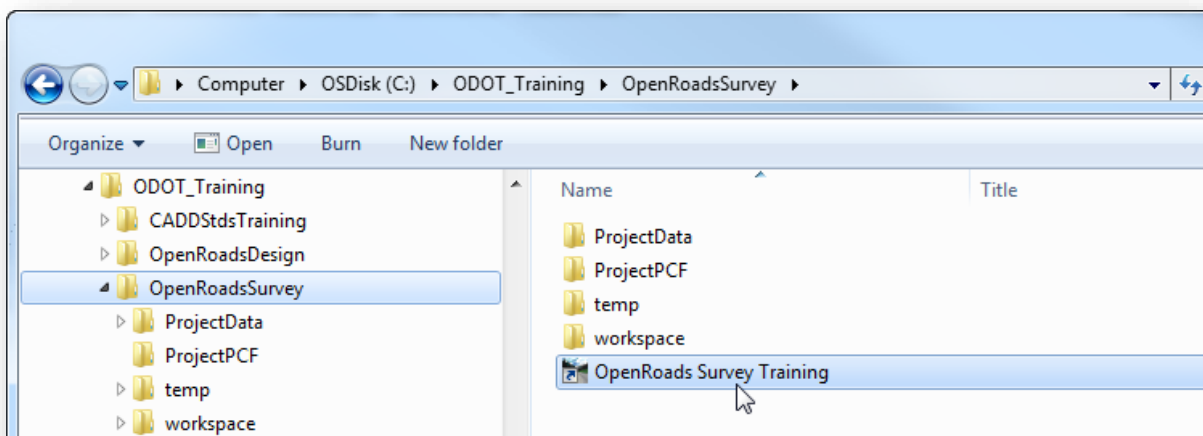 Computer OSDisk (C:) ODOT_Training OpenRoadsSurvey
Organize Open Burn New folder
ODOT_Training
CADDStdsTraining
OpenRoadsDesign
OpenRoadsSurvey
ProjectData
ProjectPCF
temp
workspace
Name Title
ProjectData
ProjectPCF
temp
workspace
OpenRoads Survey Training